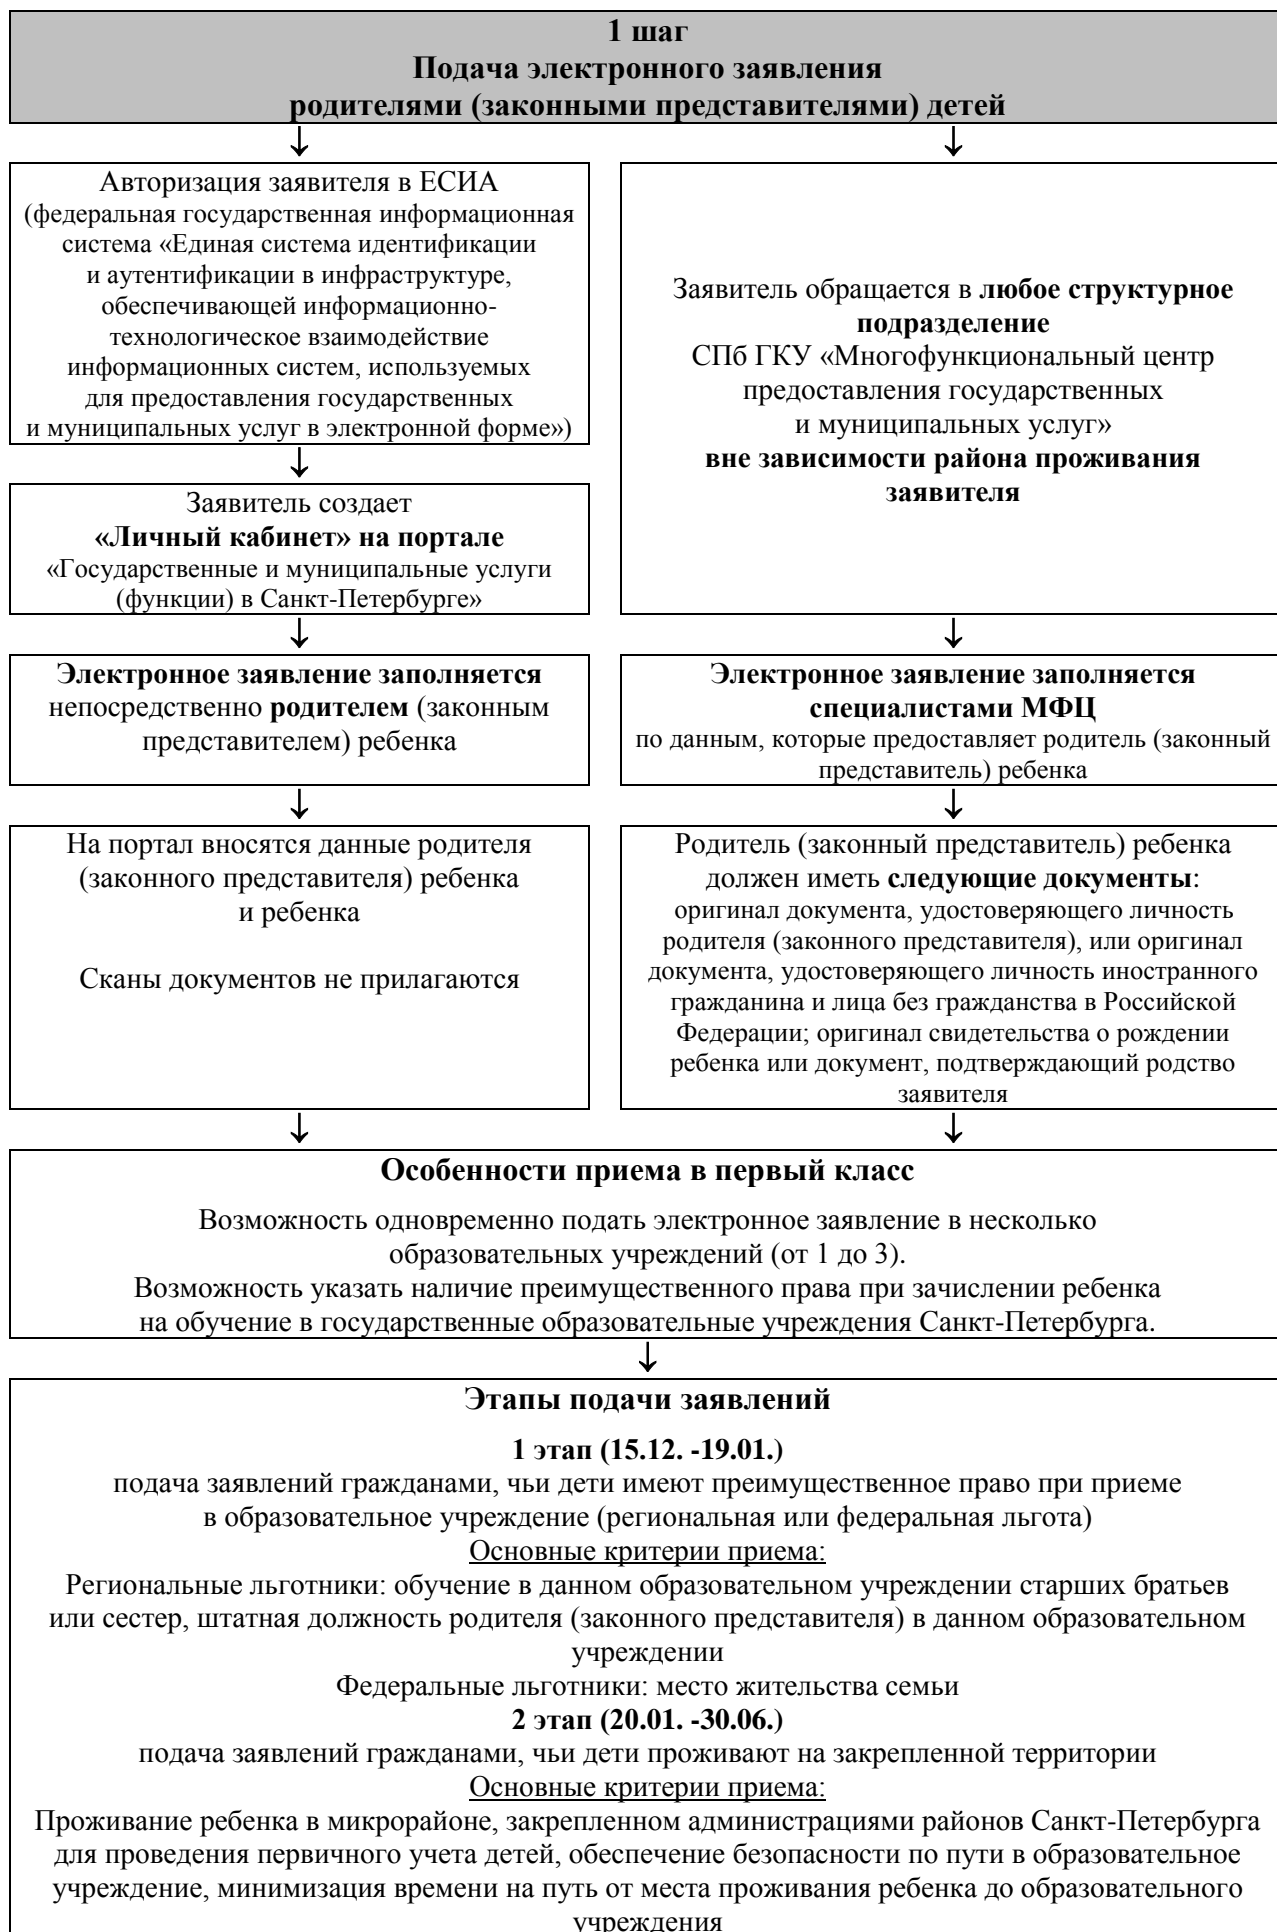 1 шаг
Подача электронного заявления
родителями (законными представителями) детей
Авторизация заявителя в ЕСИА
(федеральная государственная информационная
система «Единая система идентификации
и аутентификации в инфраструктуре,
обеспечивающей информационно-
технологическое взаимодействие
информационных систем, используемых
для предоставления государственных
и муниципальных услуг в электронной форме»)
Заявитель создает
«Личный кабинет» на портале
«Государственные и муниципальные услуги
(функции) в Санкт-Петербурге»
Электронное заявление заполняется
непосредственно родителем (законным
представителем) ребенка
На портал вносятся данные родителя
(законного представителя) ребенка
и ребенка
Сканы документов не прилагаются
Заявитель обращается в любое структурное
подразделение
СПб ГКУ «Многофункциональный центр
предоставления государственных
и муниципальных услуг»
вне зависимости района проживания
заявителя
Электронное заявление заполняется
специалистами МФЦ
по данным, которые предоставляет родитель (законный
представитель) ребенка
Родитель (законный представитель) ребенка
должен иметь следующие документы:
оригинал документа, удостоверяющего личность
родителя (законного представителя), или оригинал
документа, удостоверяющего личность иностранного
гражданина и лица без гражданства в Российской
Федерации; оригинал свидетельства о рождении
ребенка или документ, подтверждающий родство
заявителя
Особенности приема в первый класс
Возможность одновременно подать электронное заявление в несколько
образовательных учреждений (от 1 до 3).
Возможность указать наличие преимущественного права при зачислении ребенка
на обучение в государственные образовательные учреждения Санкт-Петербурга.
Этапы подачи заявлений
1 этап (15.12. -19.01.)
подача заявлений гражданами, чьи дети имеют преимущественное право при приеме
в образовательное учреждение (региональная или федеральная льгота)
Основные критерии приема:
Региональные льготники: обучение в данном образовательном учреждении старших братьев
или сестер, штатная должность родителя (законного представителя) в данном образовательном
учреждении
Федеральные льготники: место жительства семьи
2 этап (20.01. -30.06.)
подача заявлений гражданами, чьи дети проживают на закрепленной территории
Основные критерии приема:
Проживание ребенка в микрорайоне, закрепленном администрациями районов Санкт-Петербурга
для проведения первичного учета детей, обеспечение безопасности по пути в образовательное
учреждение, минимизация времени на путь от места проживания ребенка до образовательного
учреждения